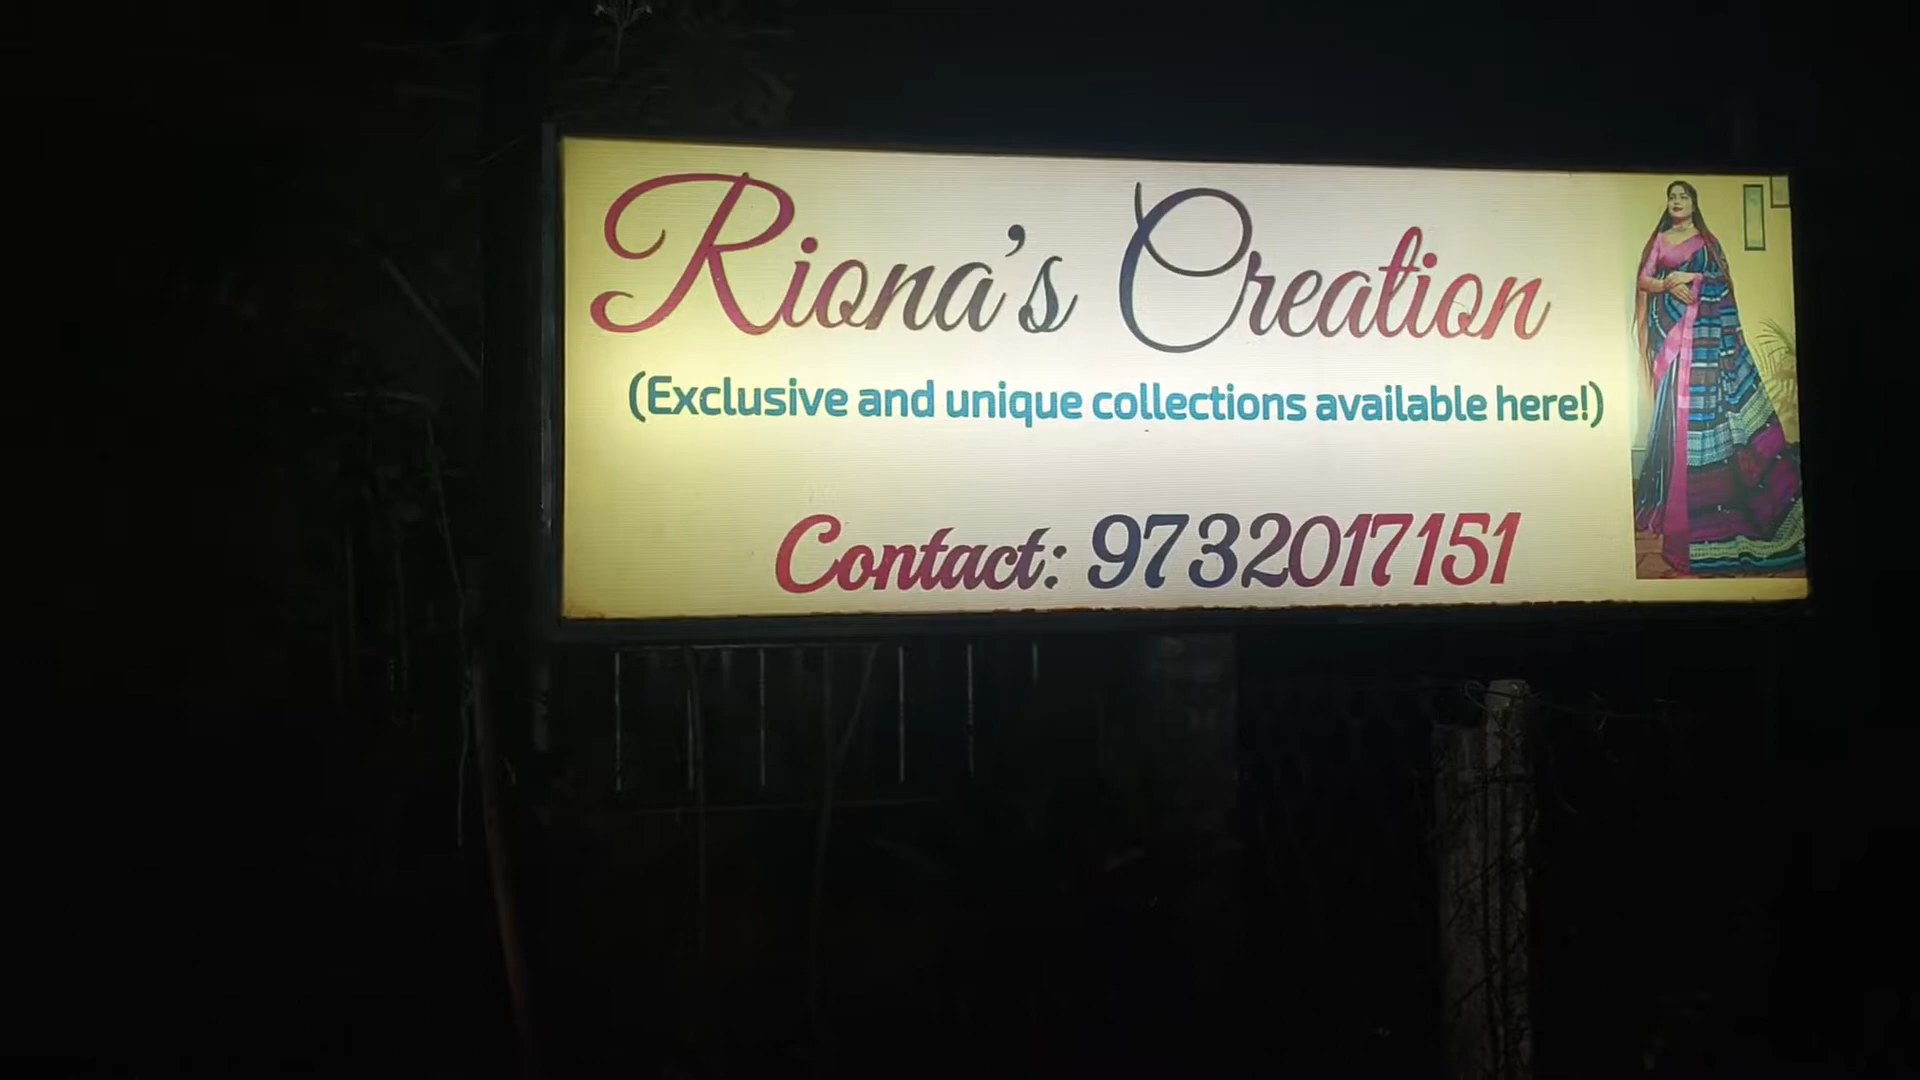 Riona's Creation
(Exclusive and unique collections available here!)
Contact: 9732017151